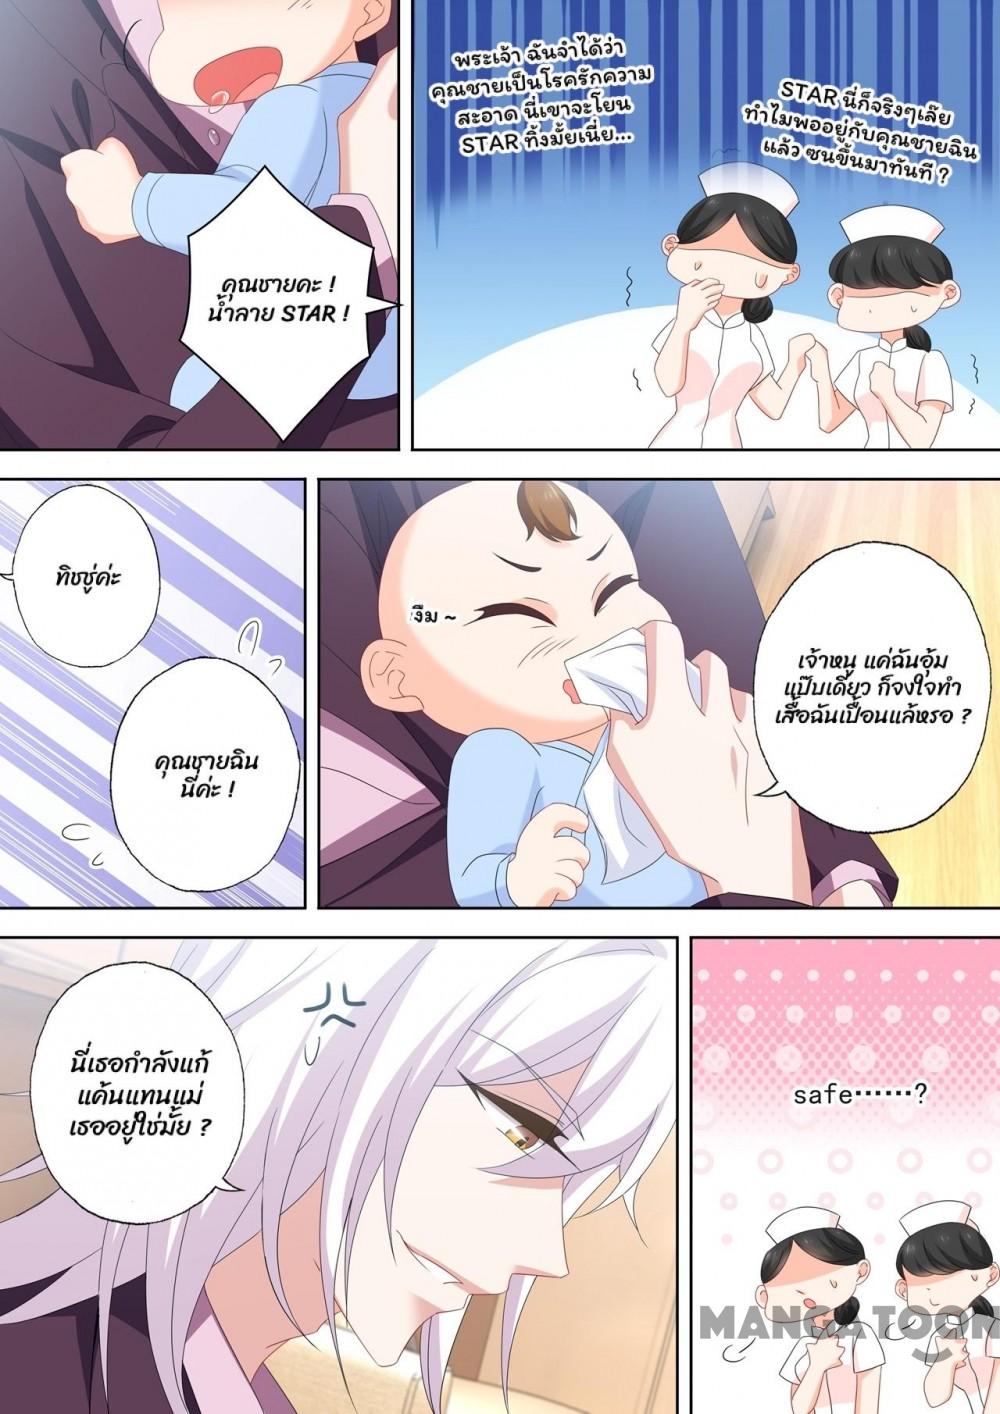 คุณชายคะ !
น้ำลาย STAR !
พระเจ้า ฉันจำได้ว่า
คุณชายเป็นโรครักความ
สะอาด นี่เขาจะโยน
STAR ทิ้งมั้ยเนี่ย...
STAR นี่ก็จริงๆเล๊ย
ทำไมพออยู่กับคุณชายฉิน
แล้ว ซนขึ้นมาทันที ?
ทิชชู่ค่ะ
คุณชายฉิน
นี่ค่ะ !
งืม ~
เจ้าหนู แค่ฉันอุ้ม
แป๊บเดียว ก็จงใจทำ
เสื้อฉันเปื้อนแล้หรอ ?
นี่เธอกำลังแก้
แค้นแทนแม่
เธออยู่ใช่มั้ย ?
safe……?
MANGATOON